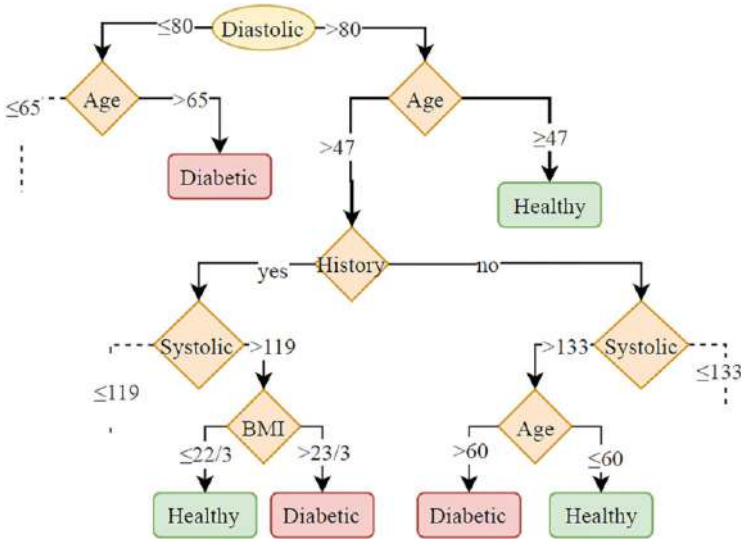 ≤80 Diastolic >80
≤65 Age >65 Age
>47 ≥47
Diabetic
Healthy
yes History no
Systolic >119 >133 Systolic
≤119 ≤133
BMI Age
≤22/3 >23/3 >60 ≤60
Healthy Diabetic Diabetic Healthy